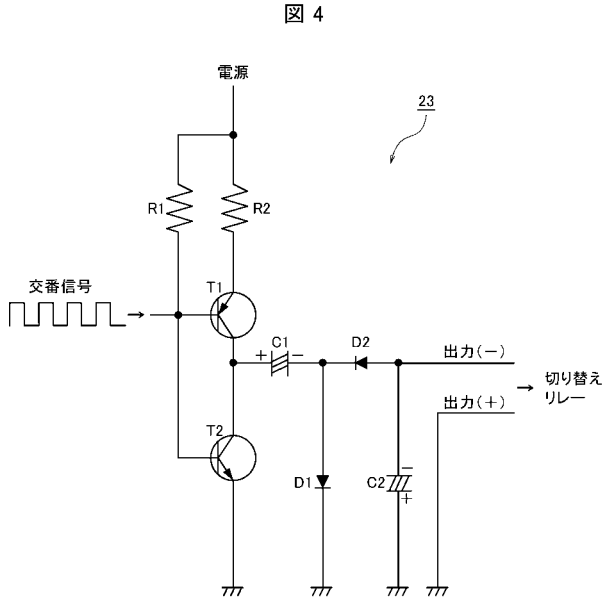 図 4
電源
23
R1
R2
交番信号
T1
C1
D2
+
−
出力(−)
切り替え
リレー
出力(+)
T2
D1
C2
−
+